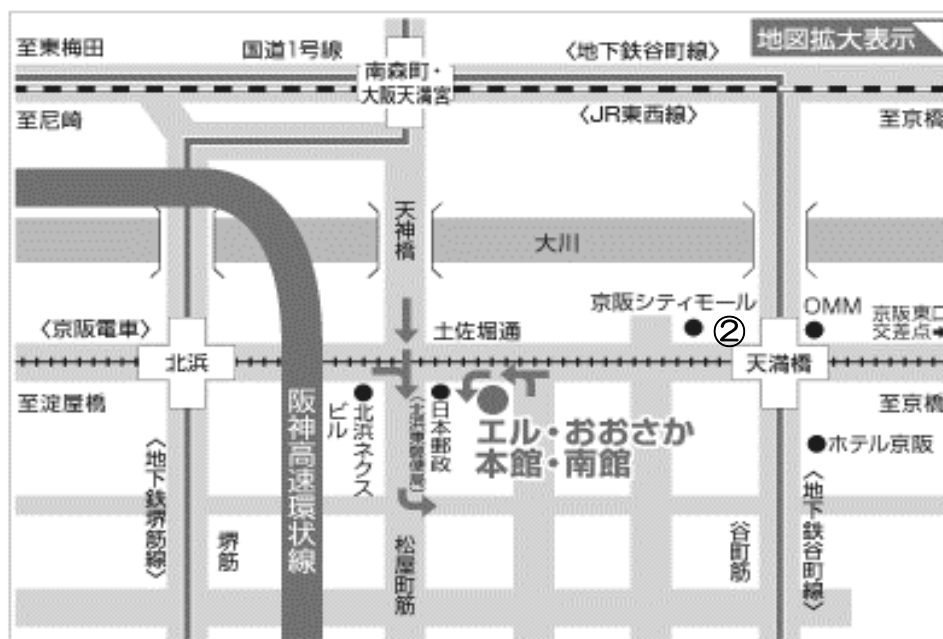 至東梅田
国道1号線
〈地下鉄谷町線〉
地図拡大表示
南森町・
大阪天満宮
至尼崎
〈JR東西線〉
至京橋
天神橋
大川
京阪シティモール
②
OMM
京阪東口
交差点
〈京阪電車〉
北浜
土佐堀通
天満橋
至淀屋橋
阪神高速環状線
北浜ネクス
ビル
〈北浜東郵便局〉
日本郵政
エル・おおさか
本館・南館
至京橋
ホテル京阪
〈地下鉄堺筋線〉
堺筋
松屋町筋
谷町筋
〈地下鉄谷町線〉